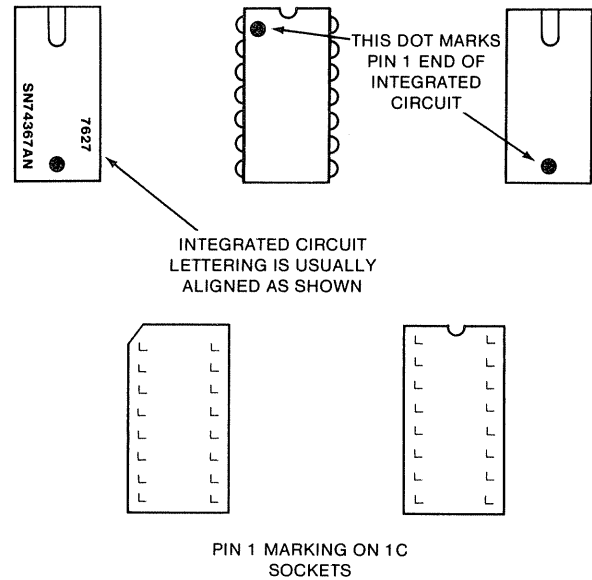 SN74367AN
7627
THIS DOT MARKS
PIN 1 END OF
INTEGRATED
CIRCUIT
INTEGRATED CIRCUIT
LETTERING IS USUALLY
ALIGNED AS SHOWN
PIN 1 MARKING ON 1C
SOCKETS